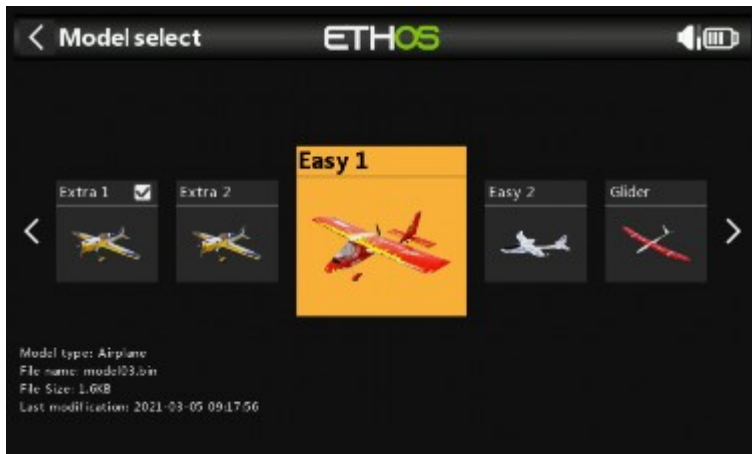 Model select
ETHOS
Extra 1
Extra 2
Easy 1
Easy 2
Glider
Model type: Airplane
File name: model03.bin
File Size: 1.6KB
Last modification: 2021-03-05 09:17:56